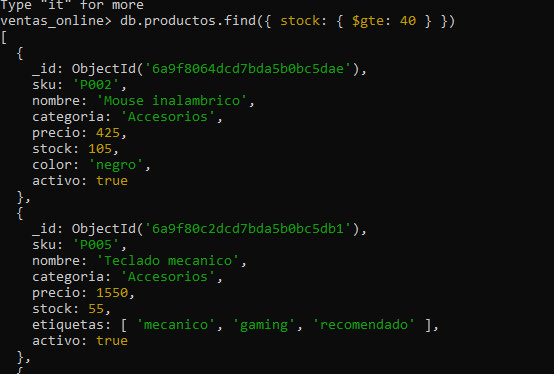 Type "it" for more
ventas_online> db.productos.find({ stock: { $gte: 40 } })
[
  {
    _id: ObjectId('6a9f8064dcd7bda5b0bc5dae'),
    sku: 'P002',
    nombre: 'Mouse inalambrico',
    categoria: 'Accesorios',
    precio: 425,
    stock: 105,
    color: 'negro',
    activo: true
  },
  {
    _id: ObjectId('6a9f80c2dcd7bda5b0bc5db1'),
    sku: 'P005',
    nombre: 'Teclado mecanico',
    categoria: 'Accesorios',
    precio: 1550,
    stock: 55,
    etiquetas: [ 'mecanico', 'gaming', 'recomendado' ],
    activo: true
  },
  {